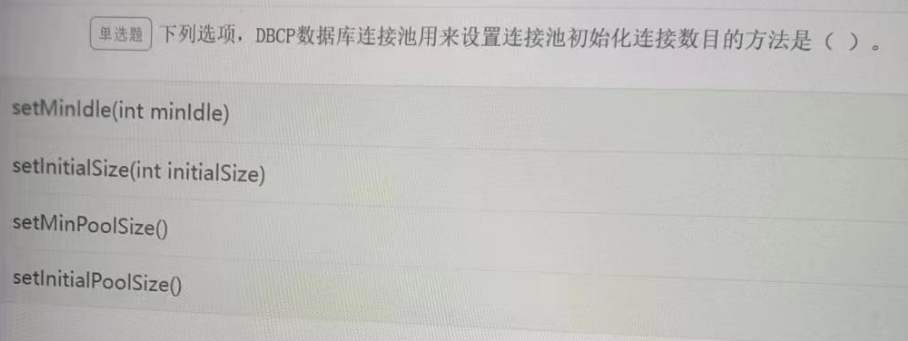 单选题 下列选项，DBCP数据库连接池用来设置连接池初始化连接数目的方法是（ ）。
setMinIdle(int minIdle)
setInitialSize(int initialSize)
setMinPoolSize()
setInitialPoolSize()